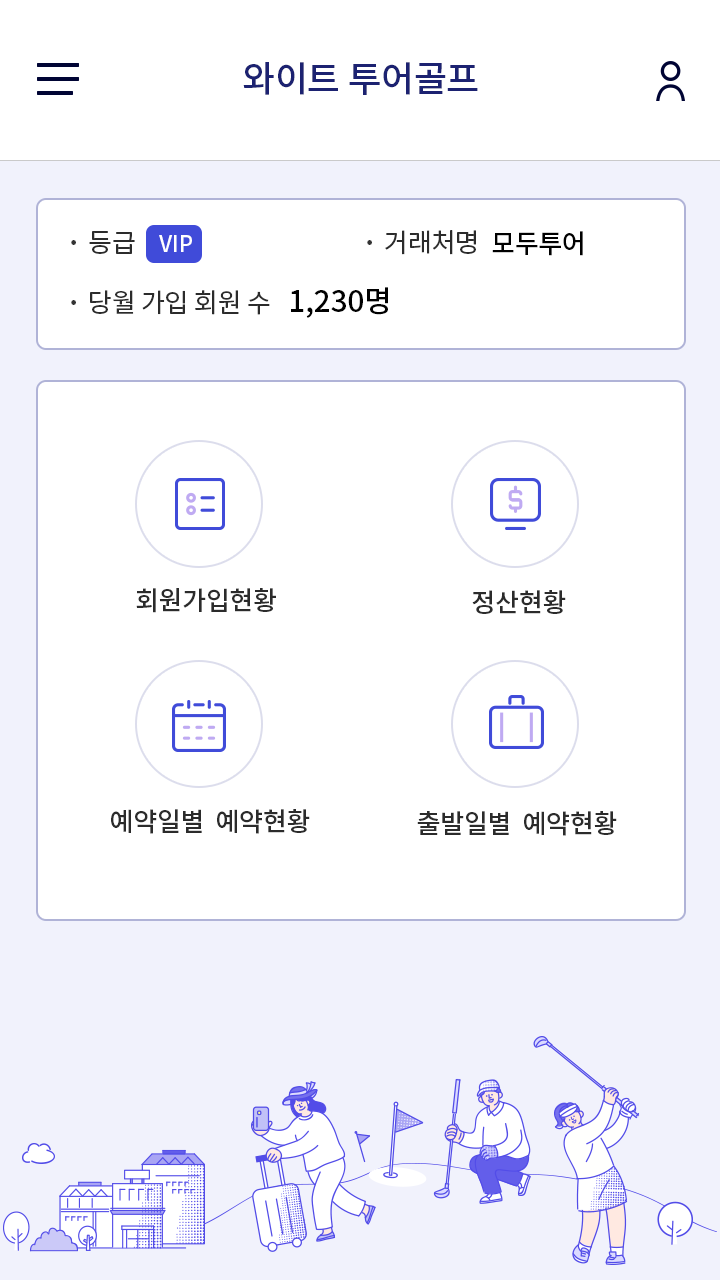 와이트 투어골프
· 등급 VIP · 거래처명 모두투어
· 당월 가입 회원 수 1,230명
회원가입현황 정산현황
예약일별 예약현황 출발일별 예약현황